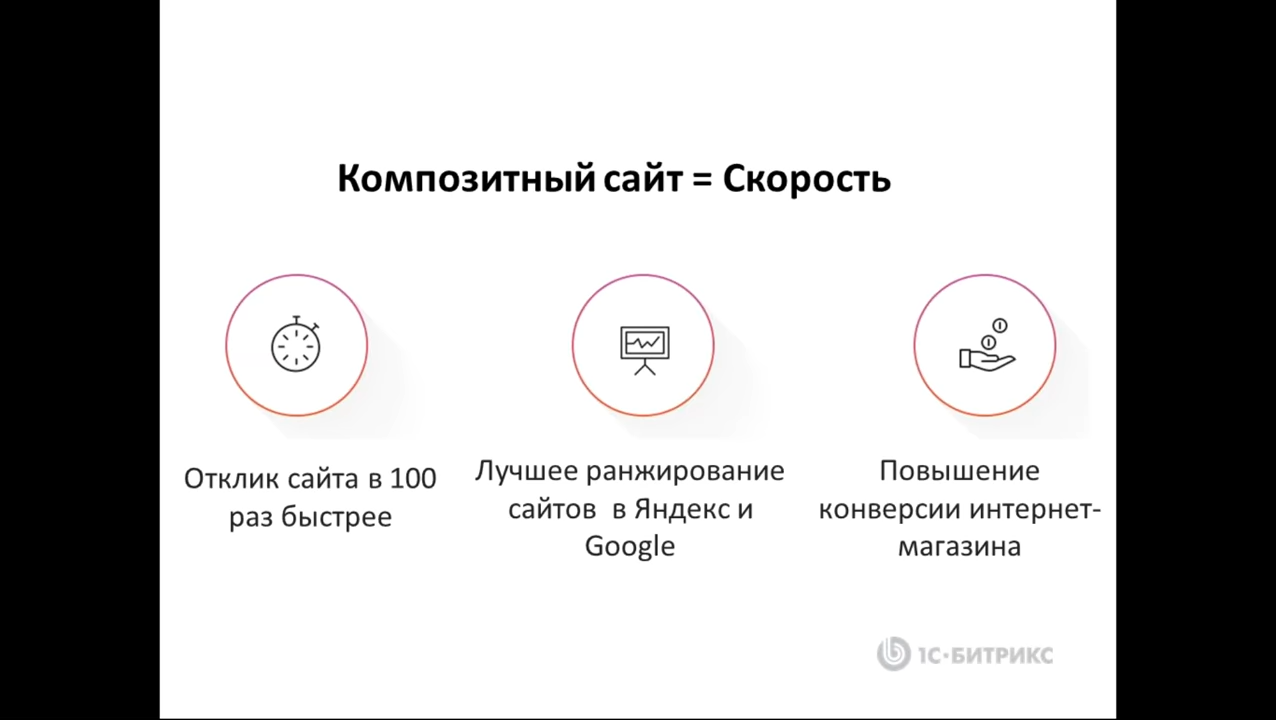 Композитный сайт = Скорость
Отклик сайта в 100
раз быстрее
Лучшее ранжирование
сайтов в Яндекс и
Google
Повышение
конверсии интернет-
магазина
1С-БИТРИКС